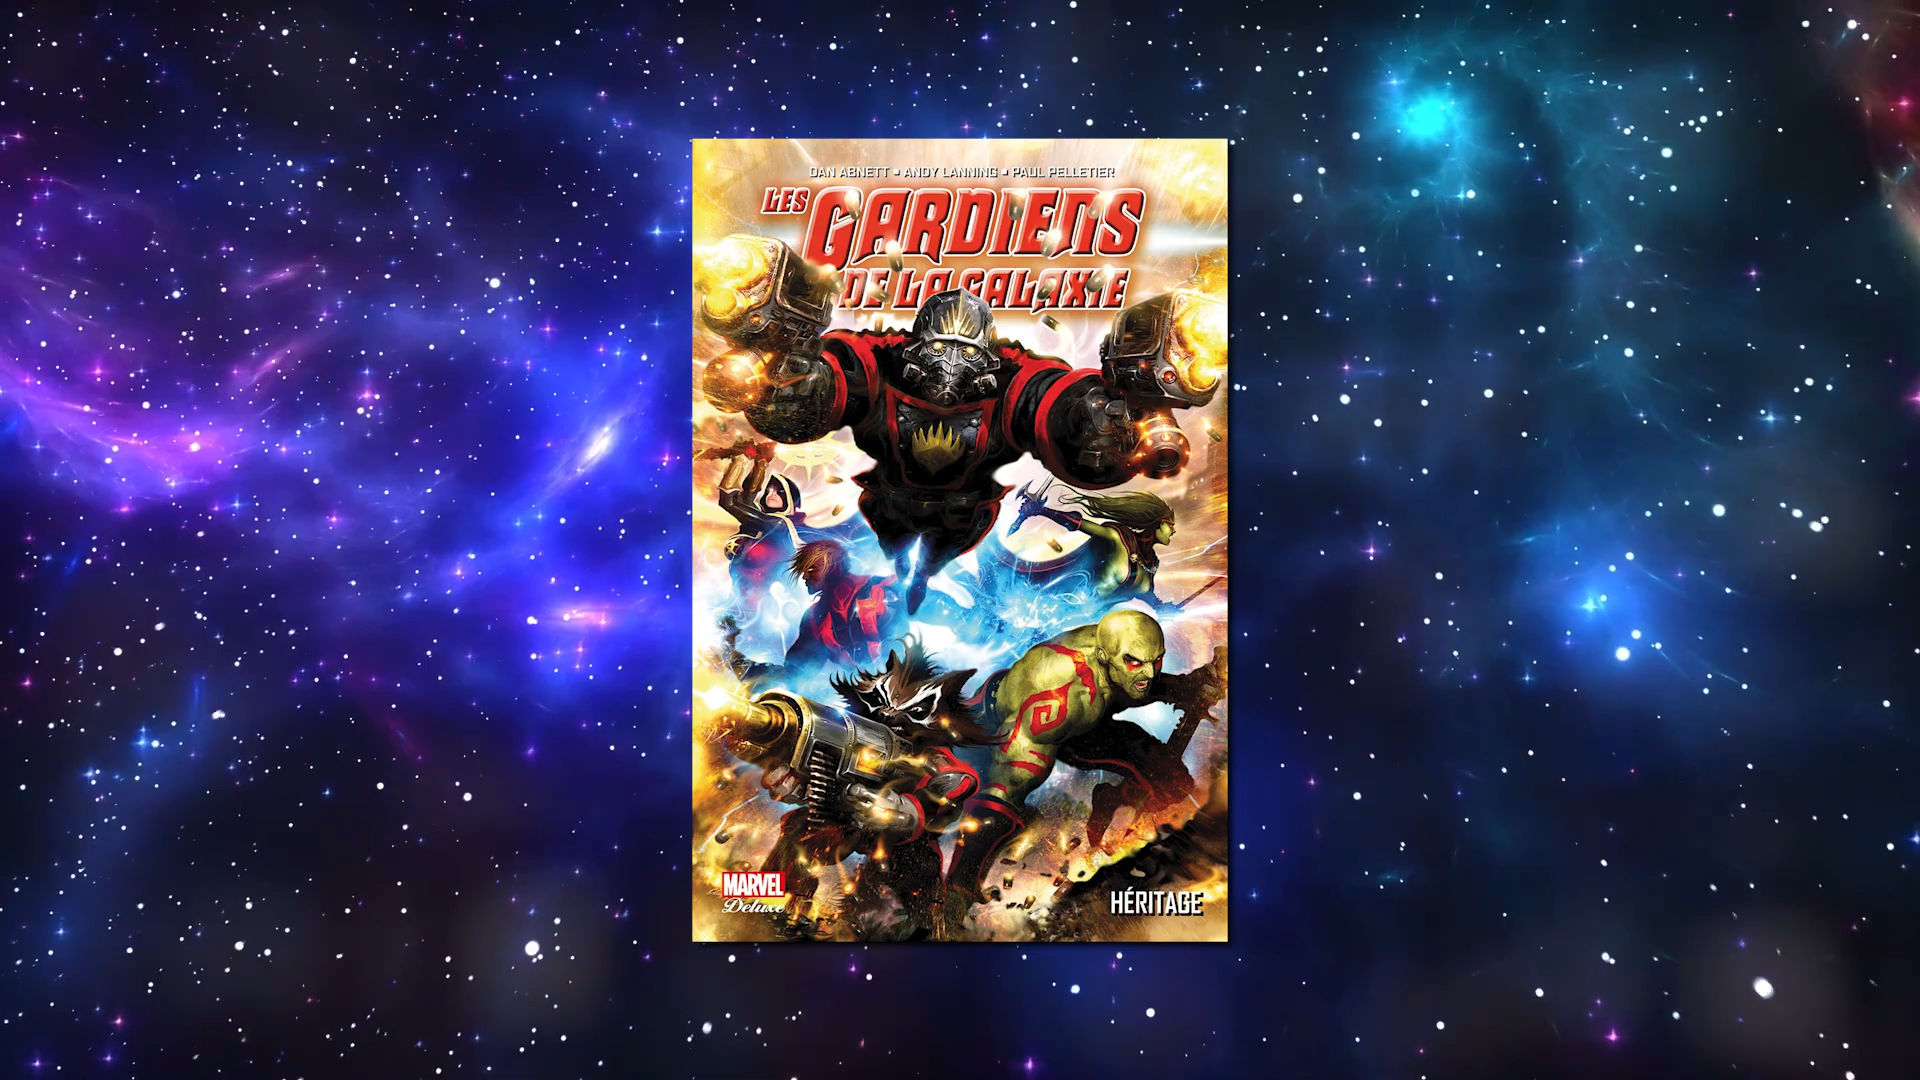 DAN ABNETT • ANDY LANNING • PAUL PELLETIER
LES
GARDIENS
DE LA GALAXIE
MARVEL
Deluxe
HÉRITAGE